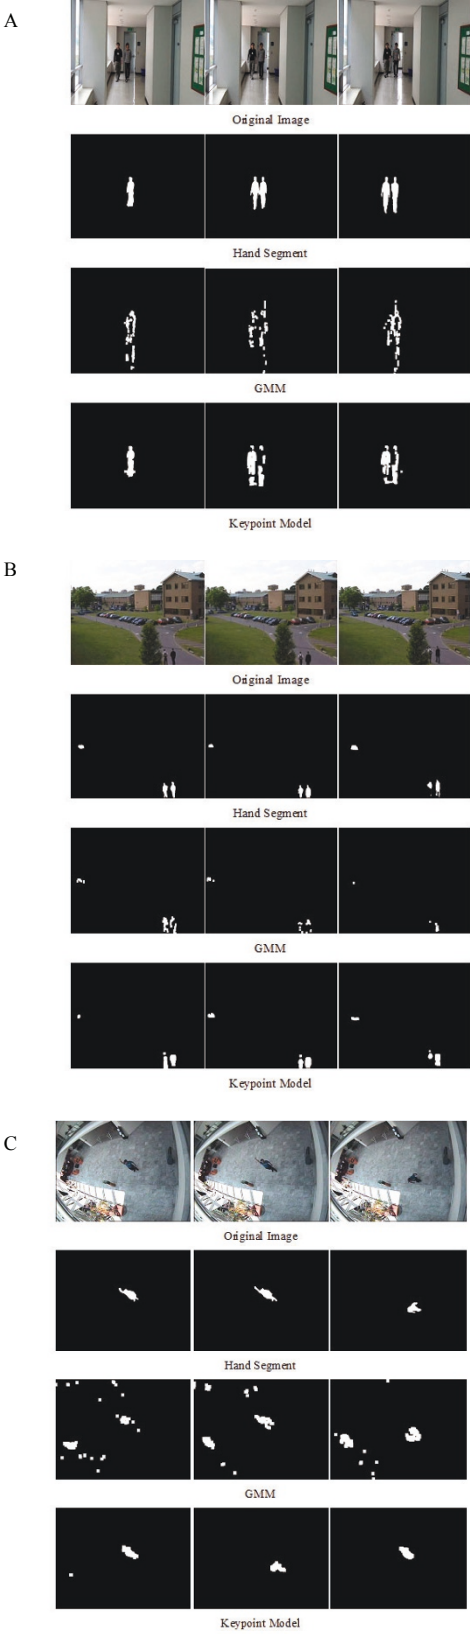 A
Original Image
Hand Segment
GMM
Keypoint Model
B
Original Image
Hand Segment
GMM
Keypoint Model
C
Original Image
Hand Segment
GMM
Keypoint Model